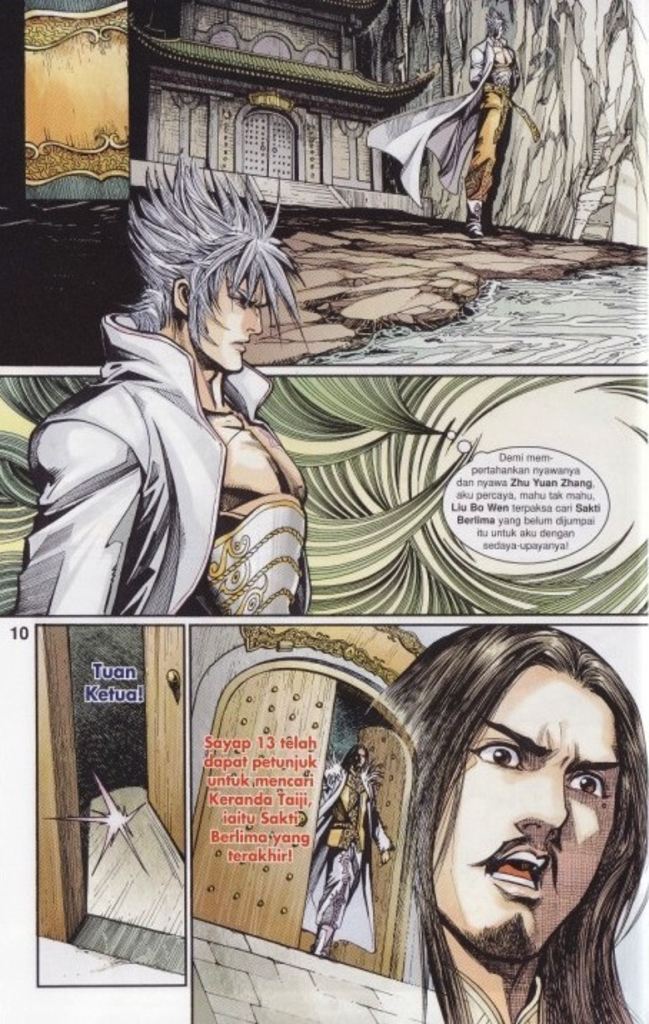 Demi mem-
pertahankan nyawanya
dan nyawa Zhu Yuan Zhang,
aku percaya, mahu tak mahu,
Liu Bo Wen terpaksa cari Sakti
Berlima yang belum dijumpai
itu untuk aku dengan
sedaya-upayanya!
10
Tuan
Ketua!
Sayap 13 telah
dapat petunjuk
untuk mencari
Keranda Taiji,
iaitu Sakti
Berlima yang
terakhir!